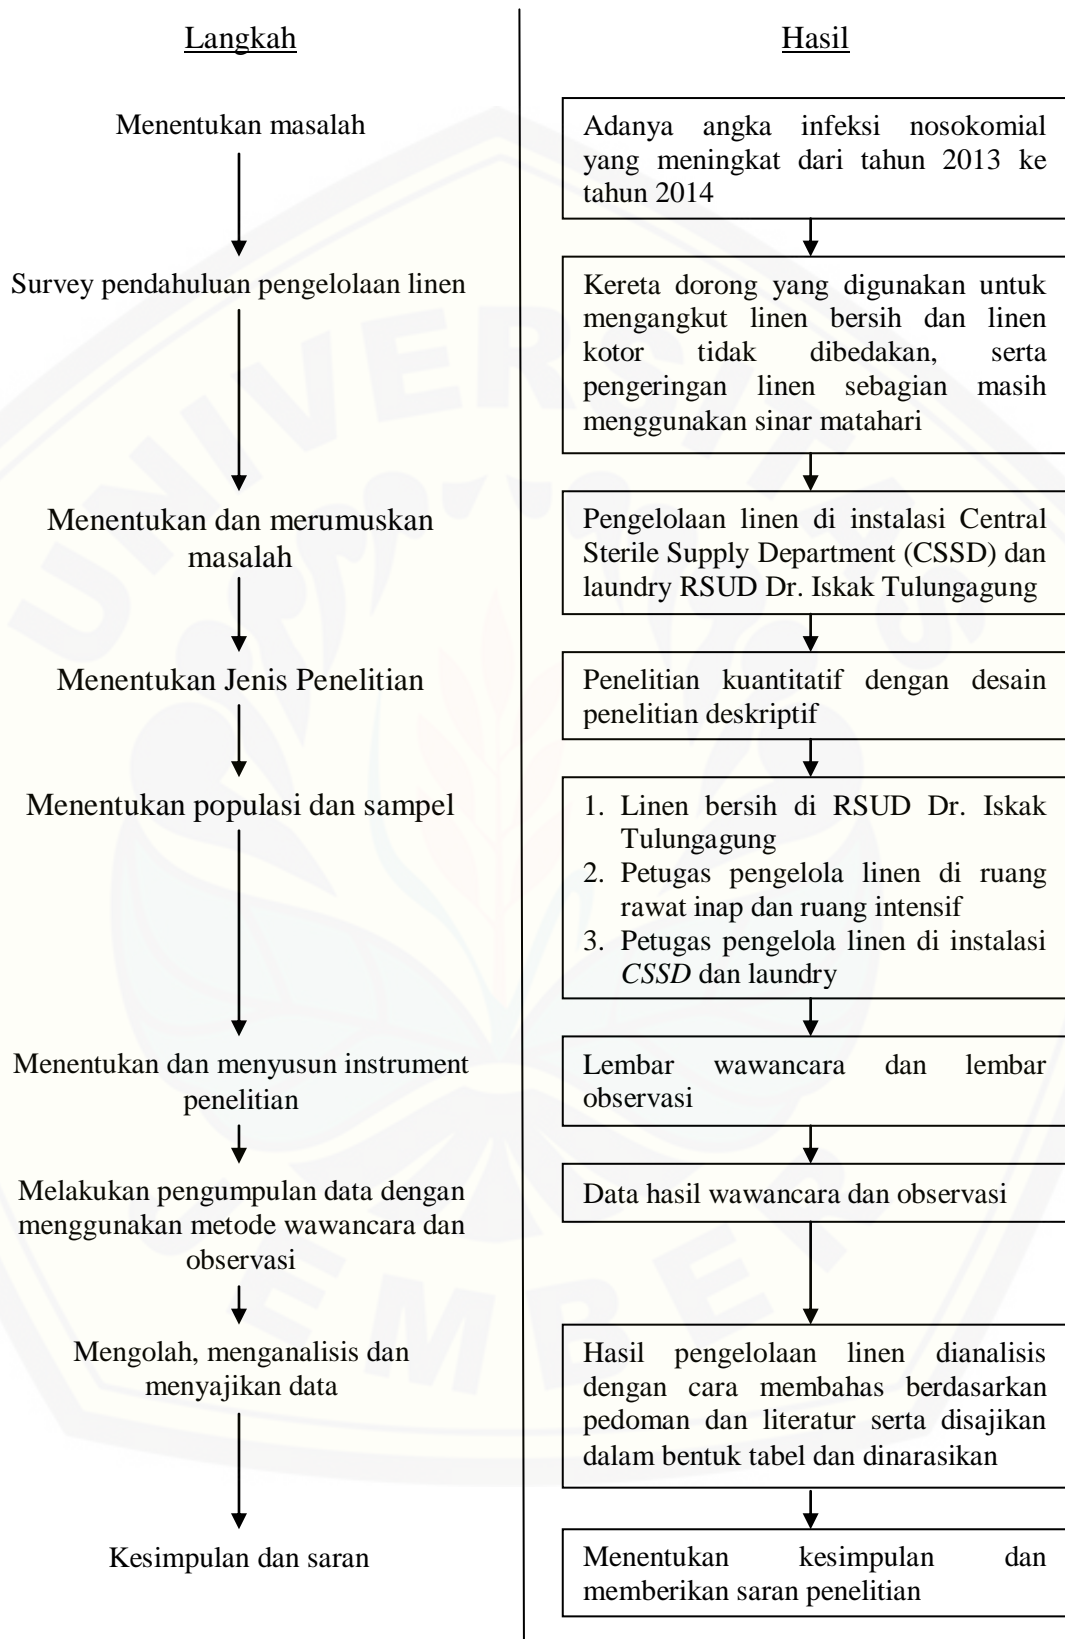 Langkah
Hasil
Menentukan masalah
Adanya angka infeksi nosokomial
yang meningkat dari tahun 2013 ke
tahun 2014
Survey pendahuluan pengelolaan linen
Kereta dorong yang digunakan untuk
mengangkut linen bersih dan linen
kotor tidak dibedakan, serta
pengeringan linen sebagian masih
menggunakan sinar matahari
Menentukan dan merumuskan
masalah
Pengelolaan linen di instalasi Central
Sterile Supply Department (CSSD) dan
laundry RSUD Dr. Iskak Tulungagung
Menentukan Jenis Penelitian
Penelitian kuantitatif dengan desain
penelitian deskriptif
Menentukan populasi dan sampel
1. Linen bersih di RSUD Dr. Iskak
Tulungagung
2. Petugas pengelola linen di ruang
rawat inap dan ruang intensif
3. Petugas pengelola linen di instalasi
CSSD dan laundry
Menentukan dan menyusun instrument
penelitian
Lembar wawancara dan lembar
observasi
Melakukan pengumpulan data dengan
menggunakan metode wawancara dan
observasi
Data hasil wawancara dan observasi
Mengolah, menganalisis dan
menyajikan data
Hasil pengelolaan linen dianalisis
dengan cara membahas berdasarkan
pedoman dan literatur serta disajikan
dalam bentuk tabel dan dinarasikan
Kesimpulan dan saran
Menentukan kesimpulan dan
memberikan saran penelitian
UNIVERSITAS
JEMBER